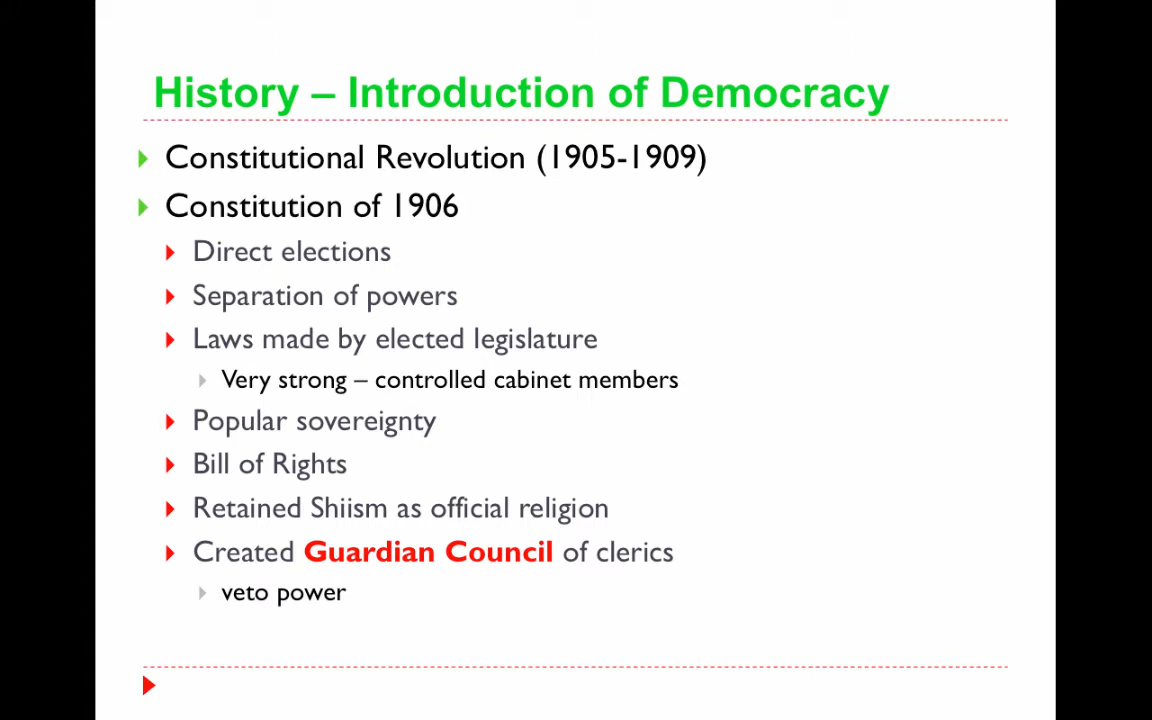 History – Introduction of Democracy
Constitutional Revolution (1905-1909)
Constitution of 1906
Direct elections
Separation of powers
Laws made by elected legislature
Very strong – controlled cabinet members
Popular sovereignty
Bill of Rights
Retained Shiism as official religion
Created Guardian Council of clerics
veto power